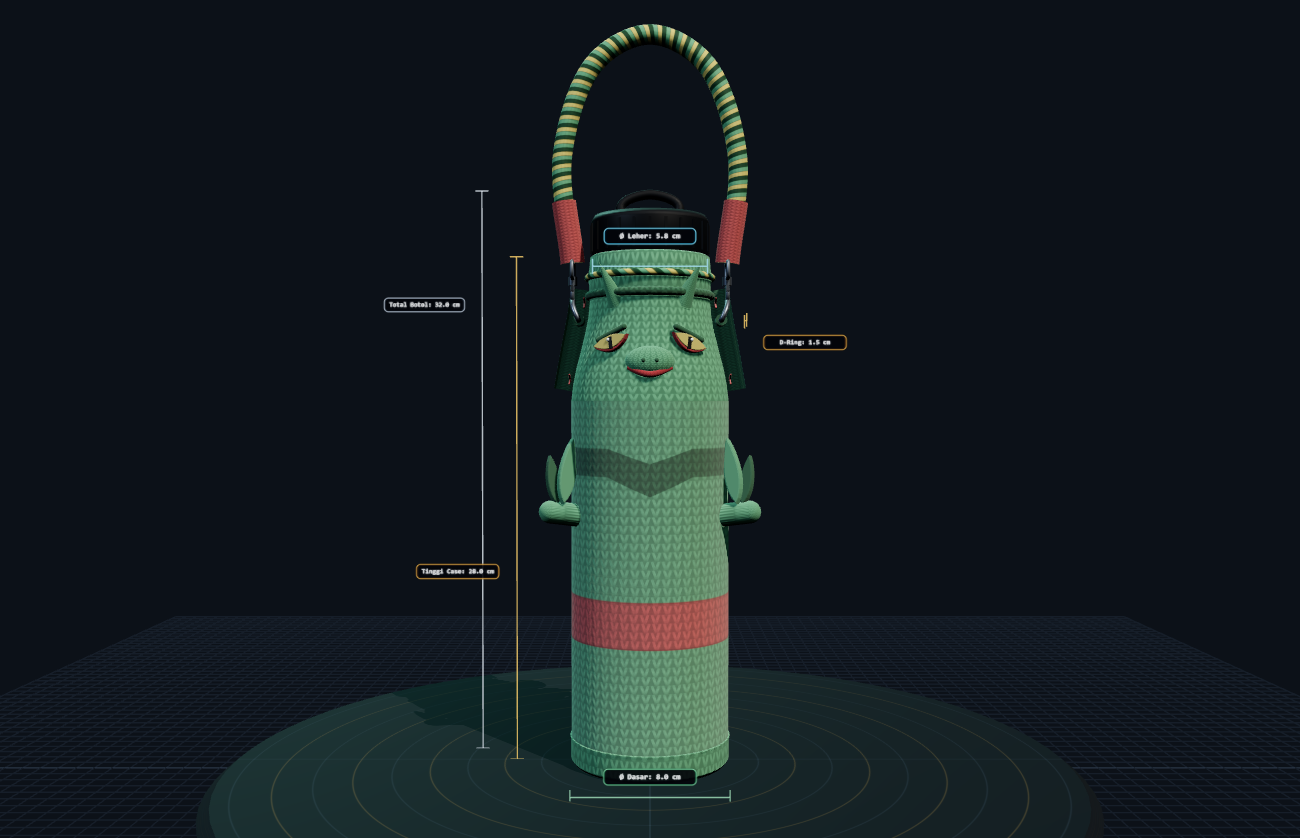 Ø Leher: 5.8 cm
Total Botol: 32.0 cm
D-Ring: 1.5 cm
Tinggi Case: 28.0 cm
Ø Dasar: 8.0 cm